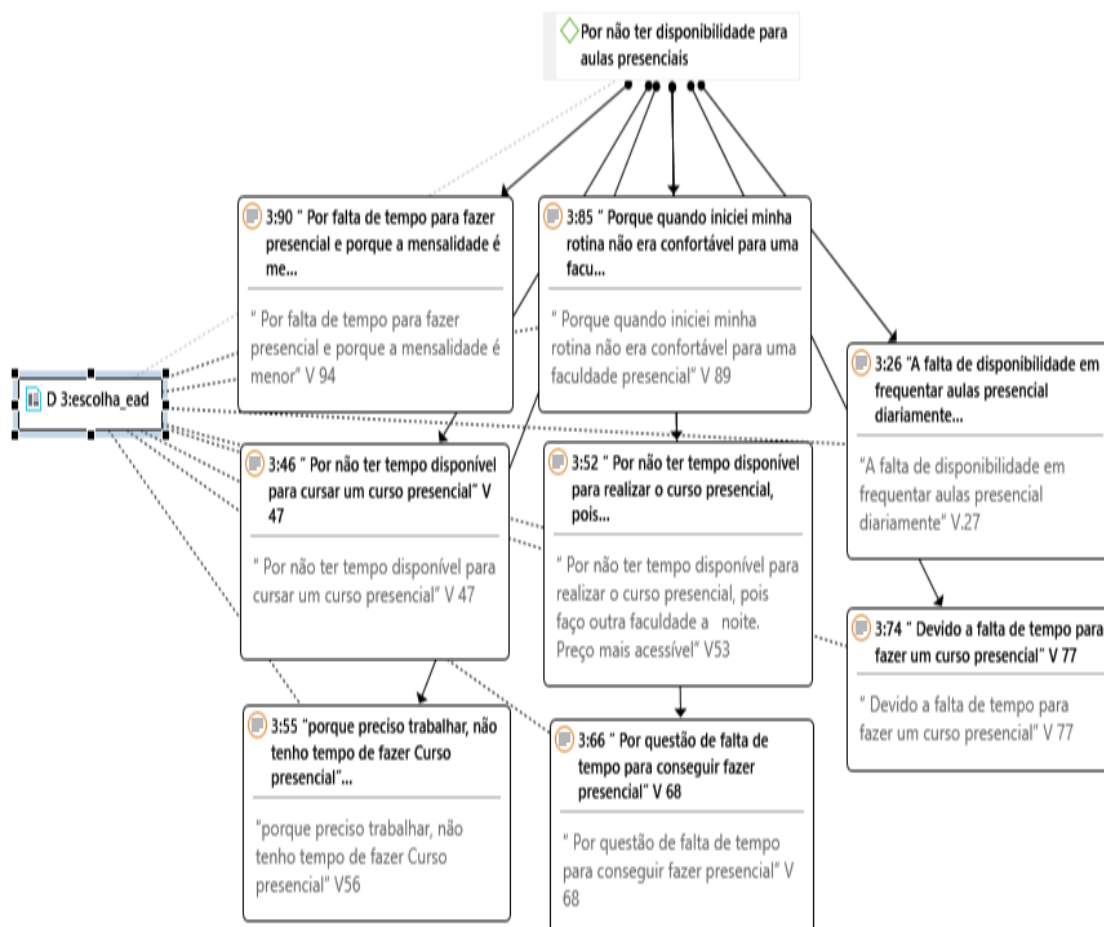 Por não ter disponibilidade para
aulas presenciais
3:90 " Por falta de tempo para fazer
presencial e porque a mensalidade é
me...
" Por falta de tempo para fazer
presencial e porque a mensalidade é
menor" V 94
3:85 " Porque quando iniciei minha
rotina não era confortável para uma
facu...
" Porque quando iniciei minha
rotina não era confortável para uma
faculdade presencial" V 89
3:26 "A falta de disponibilidade em
frequentar aulas presencial
diariamente...
"A falta de disponibilidade em
frequentar aulas presencial
diariamente" V.27
D 3:escolha_ead
3:46 " Por não ter tempo disponível
para cursar um curso presencial" V
47
" Por não ter tempo disponível para
cursar um curso presencial" V 47
3:52 " Por não ter tempo disponível
para realizar o curso presencial,
pois...
" Por não ter tempo disponível para
realizar o curso presencial, pois
faço outra faculdade a noite.
Preço mais acessível" V53
3:74 " Devido a falta de tempo para
fazer um curso presencial" V 77
" Devido a falta de tempo para
fazer um curso presencial" V 77
3:55 "porque preciso trabalhar, não
tenho tempo de fazer Curso
presencial"...
"porque preciso trabalhar, não
tenho tempo de fazer Curso
presencial" V56
3:66 " Por questão de falta de
tempo para conseguir fazer
presencial" V 68
" Por questão de falta de tempo
para conseguir fazer presencial" V
68